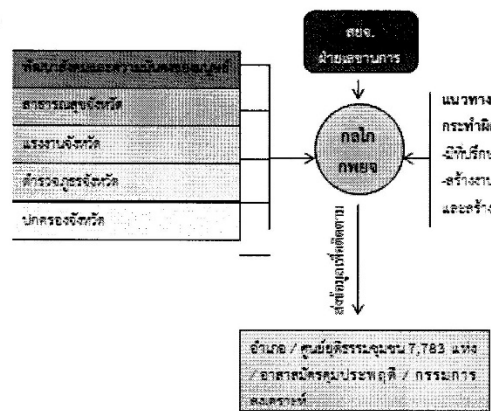 สยจ.
ฝ่ายเลขานุการ
พัฒนาสังคมและความมั่นคงของมนุษย์
สาธารณสุขจังหวัด
แรงงานจังหวัด
ตำรวจภูธรจังหวัด
ปกครองจังหวัด
กลไก
กพยจ
แนวทาง
กระทำผิด
-มีที่ปรึกษ
-สร้างงาน
และสร้าง
ส่งข้อมูลเพื่อติดตาม
อำเภอ / ศูนย์ยุติธรรมชุมชน 7,783 แห่ง
/ อาสาสมัครคุมประพฤติ / กรรมการ
สงเคราะห์